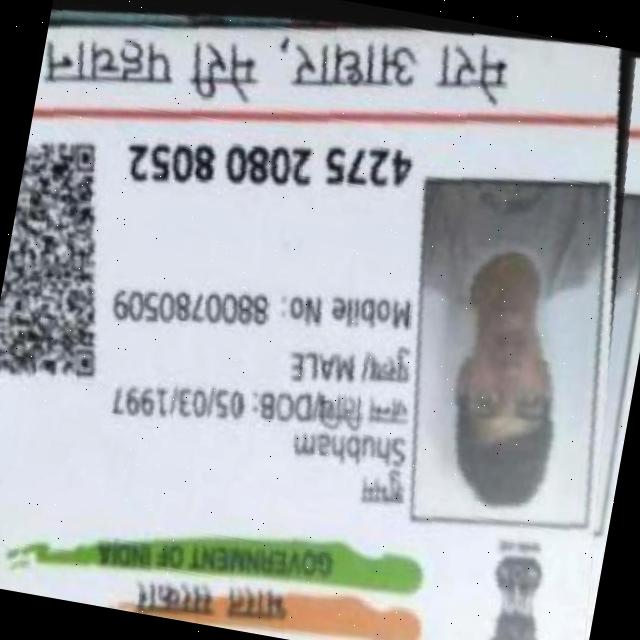 भारत सरकार
GOVERNMENT OF INDIA
शुभम
Shubham
जन्म तिथि/DOB: 05/03/1997
पुरुष/ MALE
Mobile No: 8800780509
4275 2080 8052
मेरा आधार, मेरी पहचान